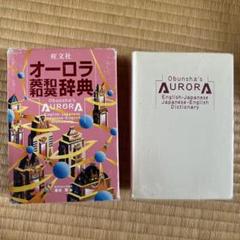 旺文社
オーロラ
英和
和英
辞典
Obunsha's
AURORA
English-Japanese
Japanese-English
Dictionary
Obunsha's
AURORA
English-Japanese
Japanese-English
Dictionary